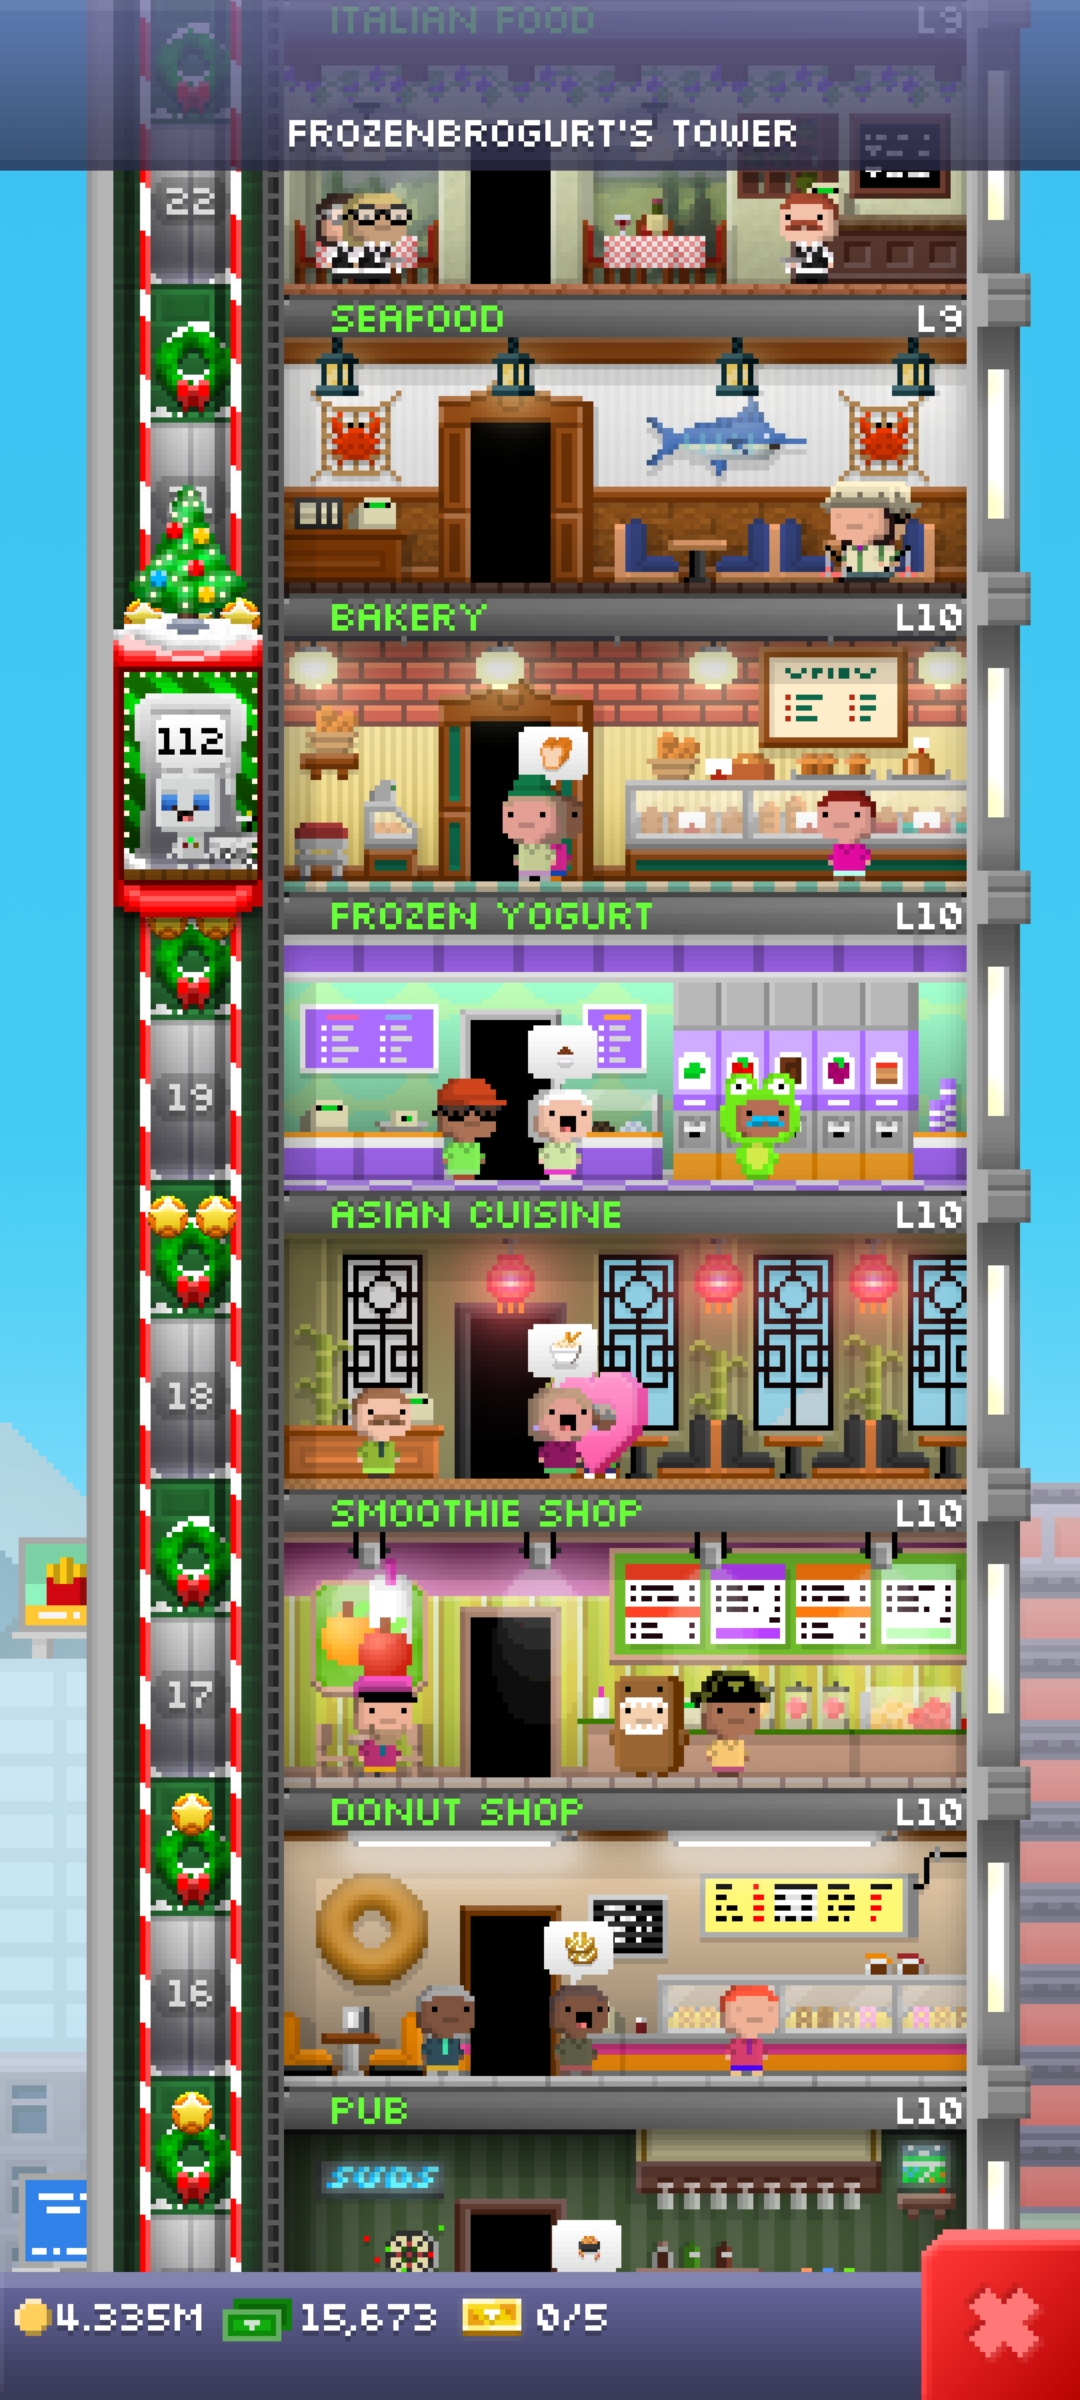 ITALIAN FOOD L9
FROZENBROGURT'S TOWER
22
SEAFOOD L9
BAKERY L10
112
FROZEN YOGURT L10
19
ASIAN CUISINE L10
18
SMOOTHIE SHOP L10
17
DONUT SHOP L10
16
PUB L10
SUDS
4.335M 15,673 0/5